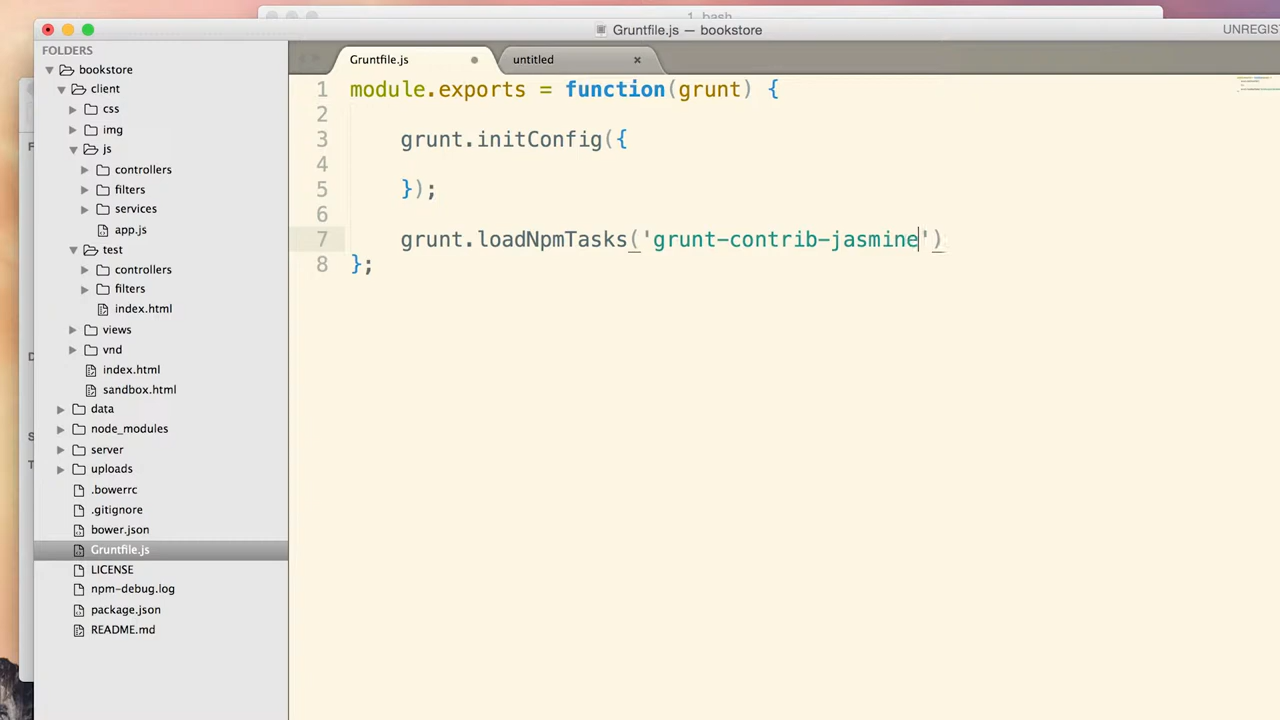 1. bash
Gruntfile.js — bookstore
UNREGIST
FOLDERS
bookstore
client
css
img
js
controllers
filters
services
app.js
test
controllers
filters
index.html
views
vnd
index.html
sandbox.html
data
node_modules
server
uploads
.bowerrc
.gitignore
bower.json
Gruntfile.js
LICENSE
npm-debug.log
package.json
README.md
Gruntfile.js
untitled
1 module.exports = function(grunt) {
2
3 grunt.initConfig({
4
5 });
6
7 grunt.loadNpmTasks('grunt-contrib-jasmine')
8 };